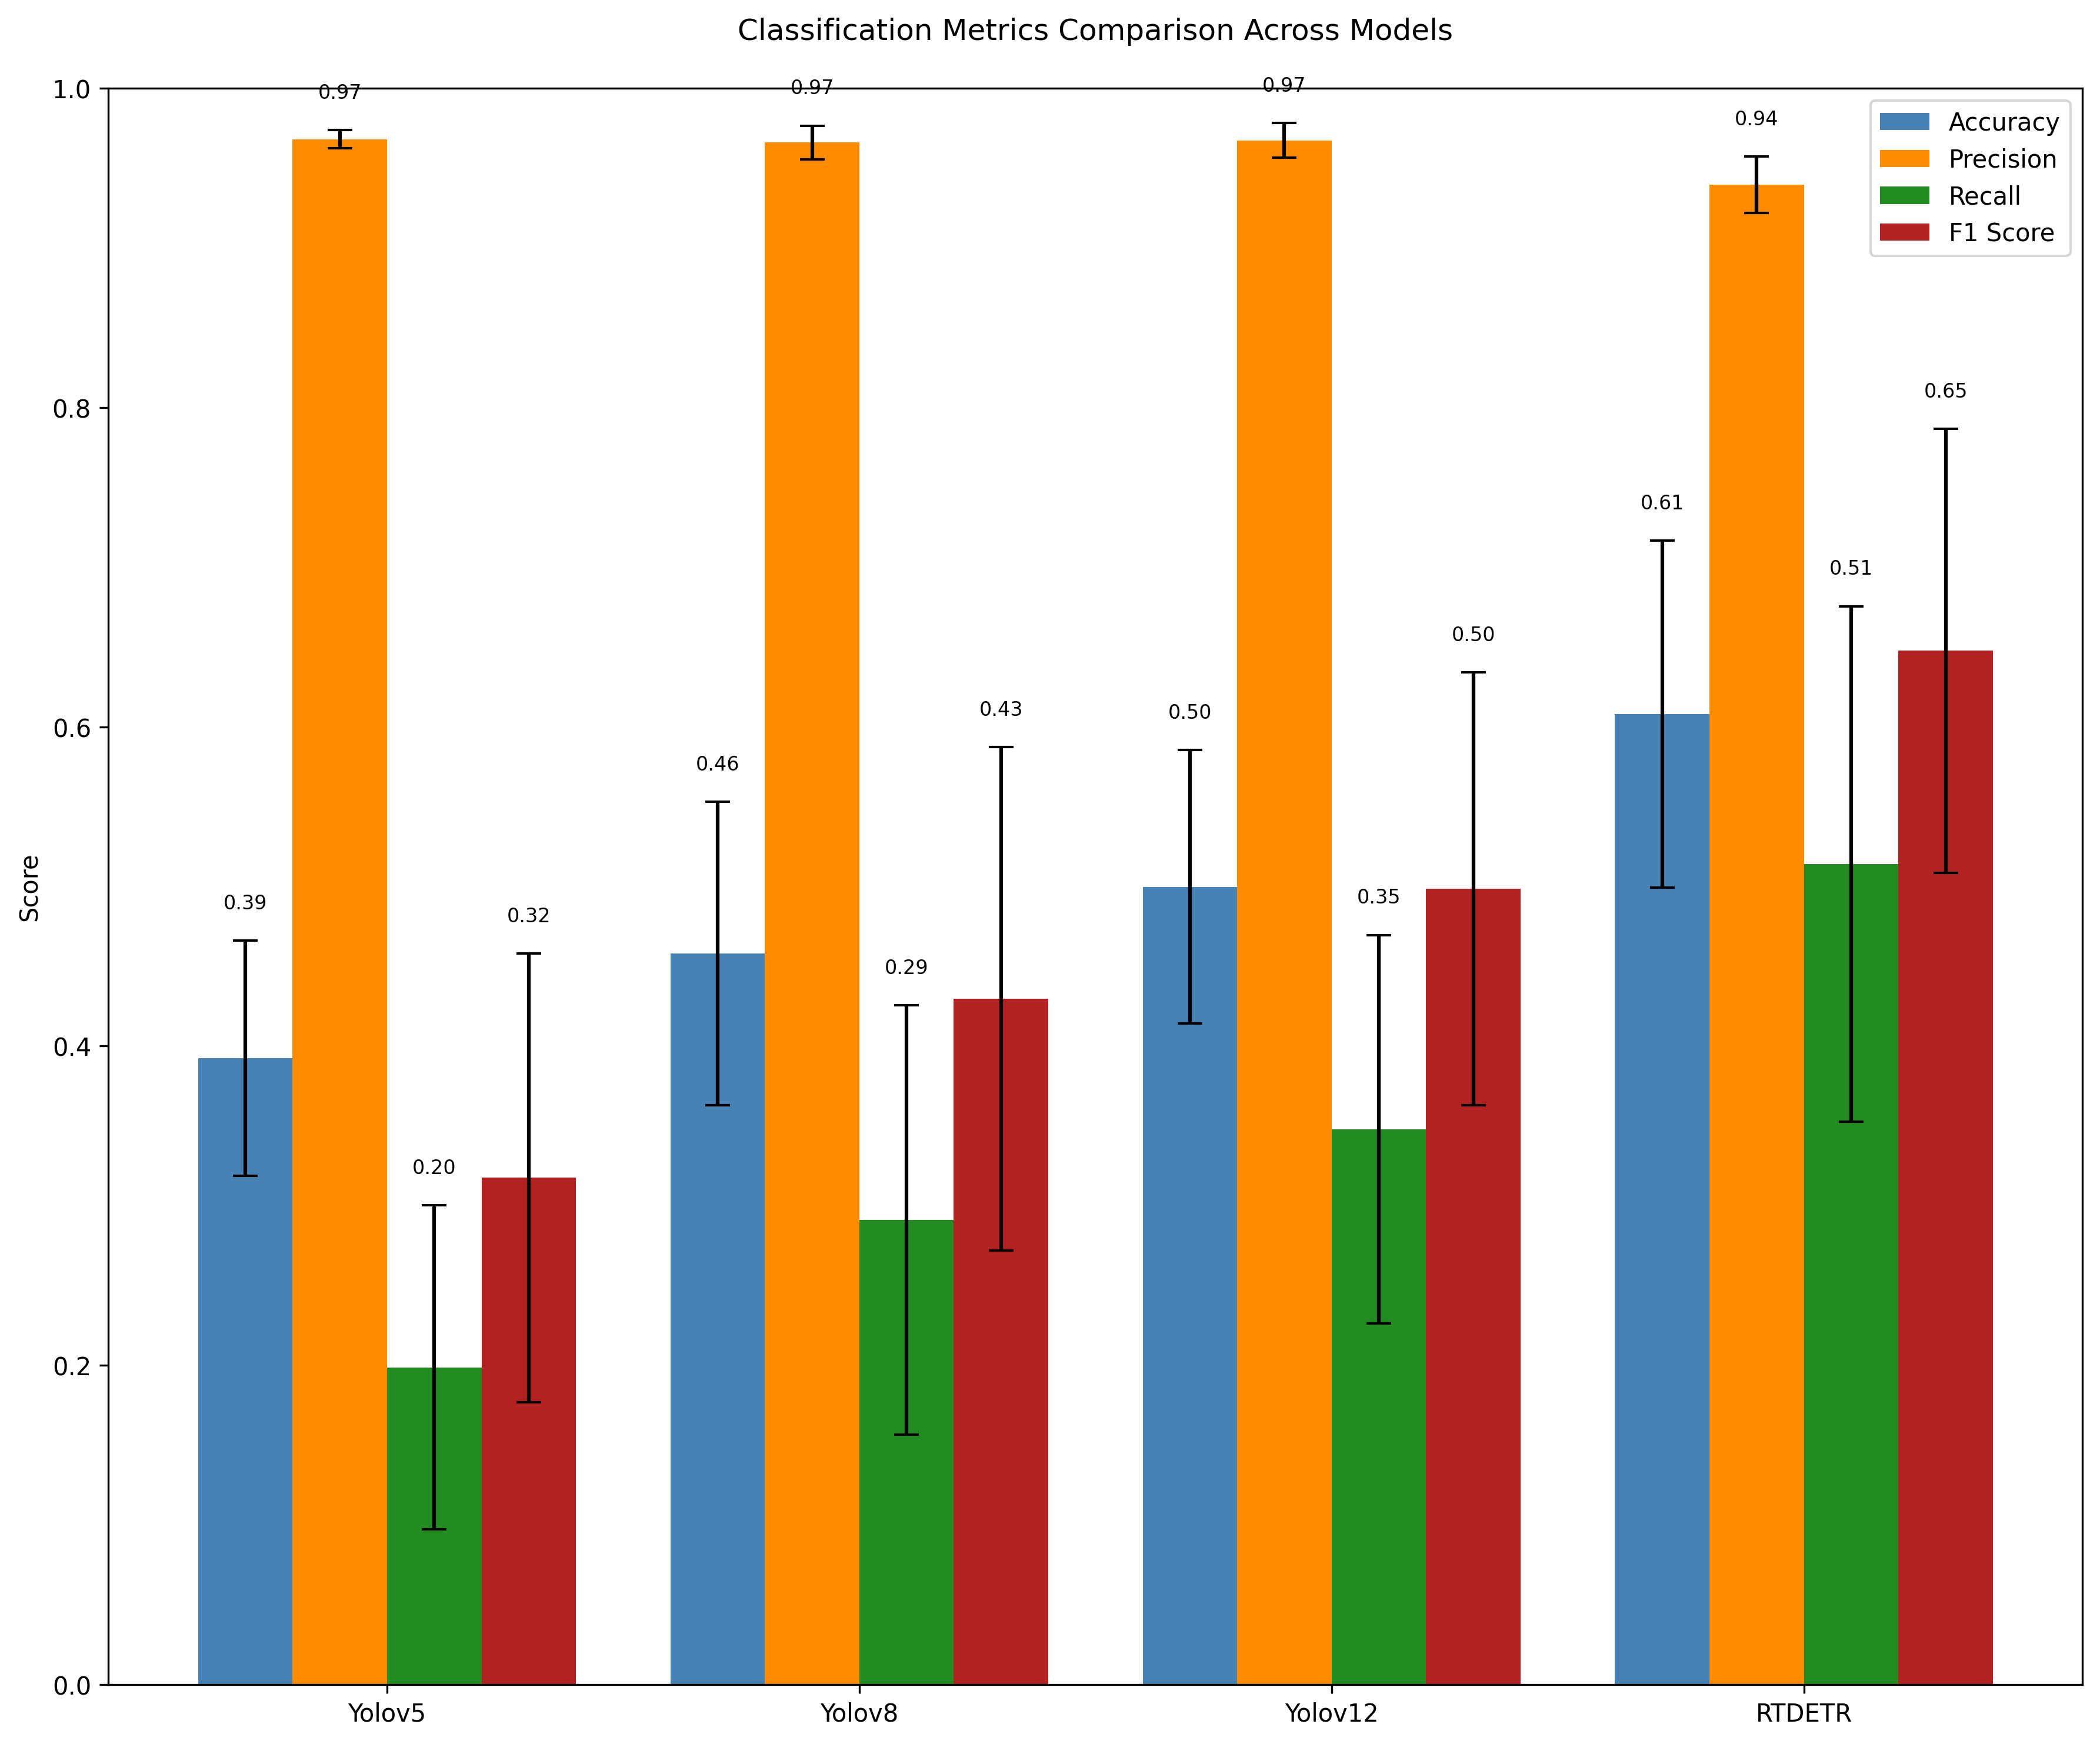 Classification Metrics Comparison Across Models
1.0
0.8
0.6
0.4
0.2
0.0
Score
0.39
0.97
0.20
0.32
0.46
0.97
0.29
0.43
0.50
0.97
0.35
0.50
0.61
0.94
0.51
0.65
Accuracy
Precision
Recall
F1 Score
Yolov5
Yolov8
Yolov12
RTDETR